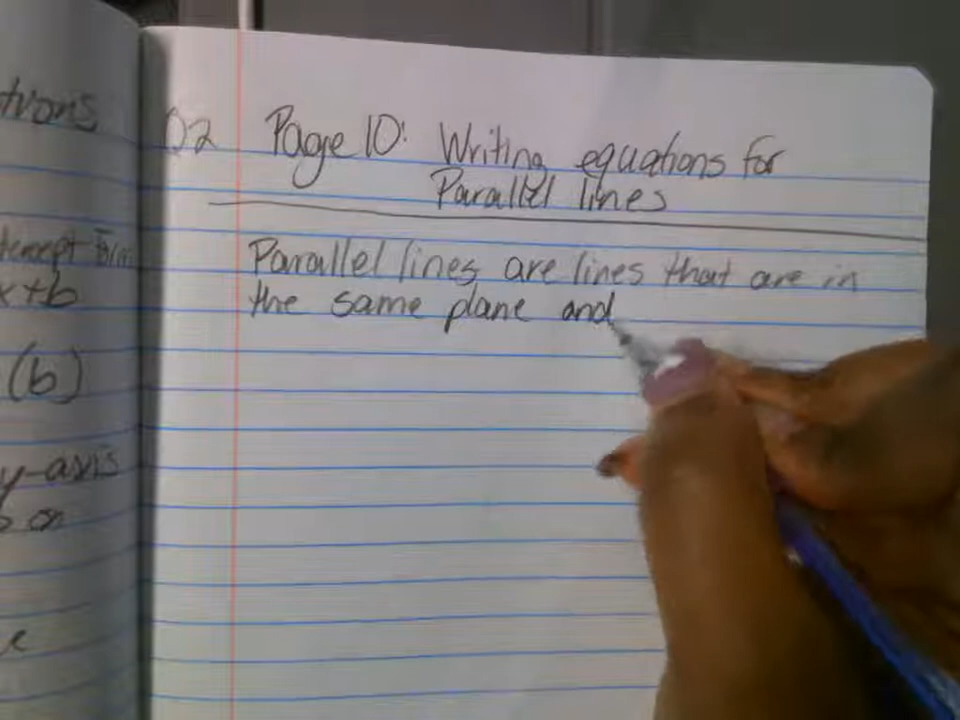 Page 10: Writing equations for
Parallel lines
Parallel lines are lines that are in
the same plane and
x+b
(b)
y-axis
on